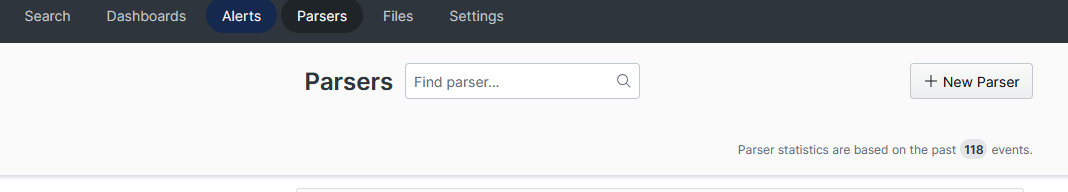 Search Dashboards Alerts Parsers Files Settings
Parsers Find parser... + New Parser
Parser statistics are based on the past 118 events.